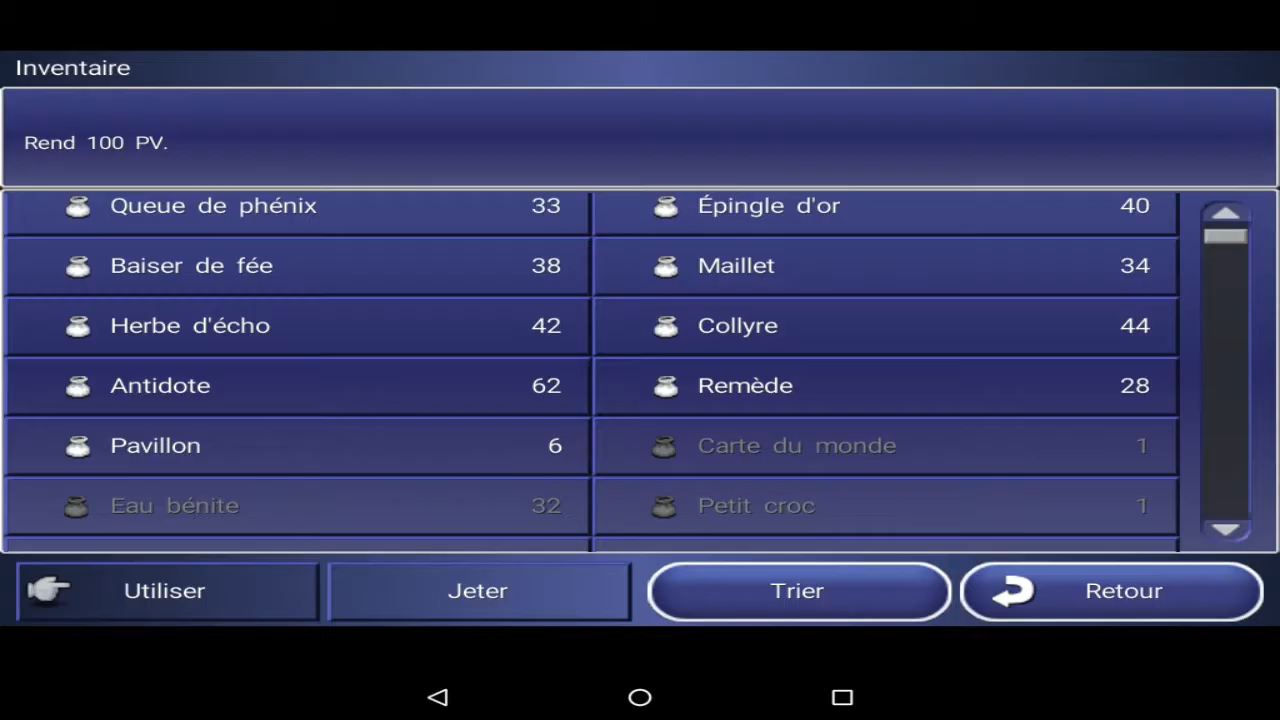 Inventaire
Rend 100 PV.
Queue de phénix 33 Épingle d'or 40
Baiser de fée 38 Maillet 34
Herbe d'écho 42 Collyre 44
Antidote 62 Remède 28
Pavillon 6 Carte du monde 1
Eau bénite 32 Petit croc 1
Utiliser Jeter Trier Retour